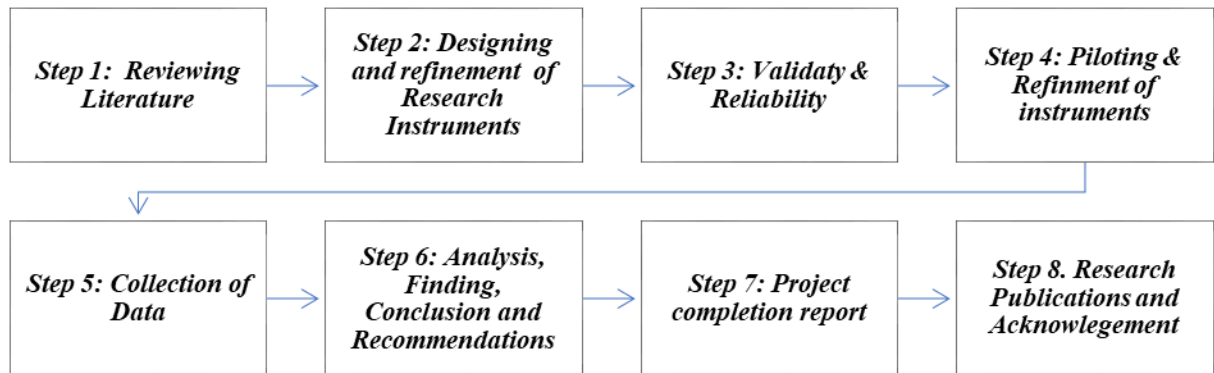 Step 1:  Reviewing
Literature
Step 2: Designing
and refinement  of
Research
Instruments
Step 3: Validaty &
Reliability
Step 4: Piloting &
Refinment of
instruments
Step 5: Collection of
Data
Step 6: Analysis,
Finding,
Conclusion and
Recommendations
Step 7: Project
completion report
Step 8. Research
Publications and
Acknowlegement